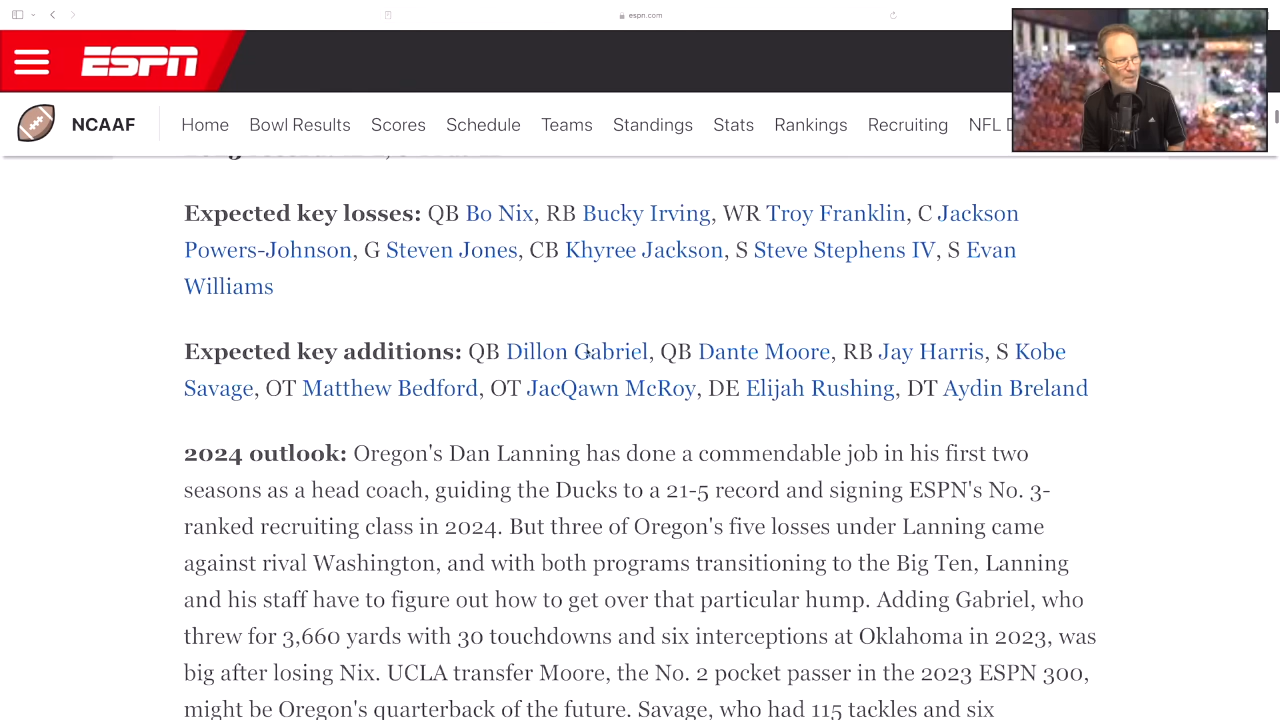 espn.com
ESPN
NCAAF Home Bowl Results Scores Schedule Teams Standings Stats Rankings Recruiting NFL
Expected key losses: QB Bo Nix, RB Bucky Irving, WR Troy Franklin, C Jackson
Powers-Johnson, G Steven Jones, CB Khyree Jackson, S Steve Stephens IV, S Evan
Williams
Expected key additions: QB Dillon Gabriel, QB Dante Moore, RB Jay Harris, S Kobe
Savage, OT Matthew Bedford, OT JacQawn McRoy, DE Elijah Rushing, DT Aydin Breland
2024 outlook: Oregon's Dan Lanning has done a commendable job in his first two
seasons as a head coach, guiding the Ducks to a 21-5 record and signing ESPN's No. 3-
ranked recruiting class in 2024. But three of Oregon's five losses under Lanning came
against rival Washington, and with both programs transitioning to the Big Ten, Lanning
and his staff have to figure out how to get over that particular hump. Adding Gabriel, who
threw for 3,660 yards with 30 touchdowns and six interceptions at Oklahoma in 2023, was
big after losing Nix. UCLA transfer Moore, the No. 2 pocket passer in the 2023 ESPN 300,
might be Oregon's quarterback of the future. Savage, who had 115 tackles and six